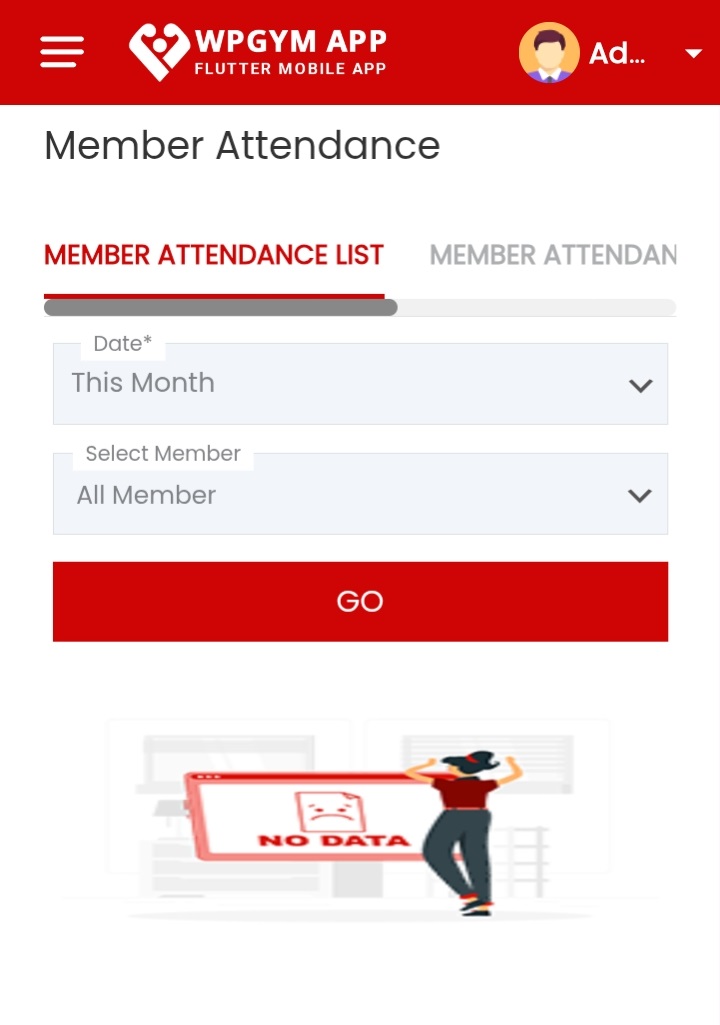 WPGYM APP
FLUTTER MOBILE APP
Ad...
Member Attendance
MEMBER ATTENDANCE LIST
MEMBER ATTENDAN
Date*
This Month
Select Member
All Member
GO
NO DATA